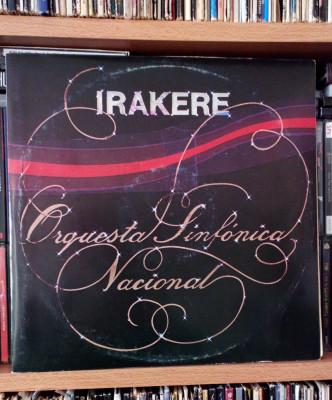 IRAKERE
Orquesta Sinfónica
Nacional